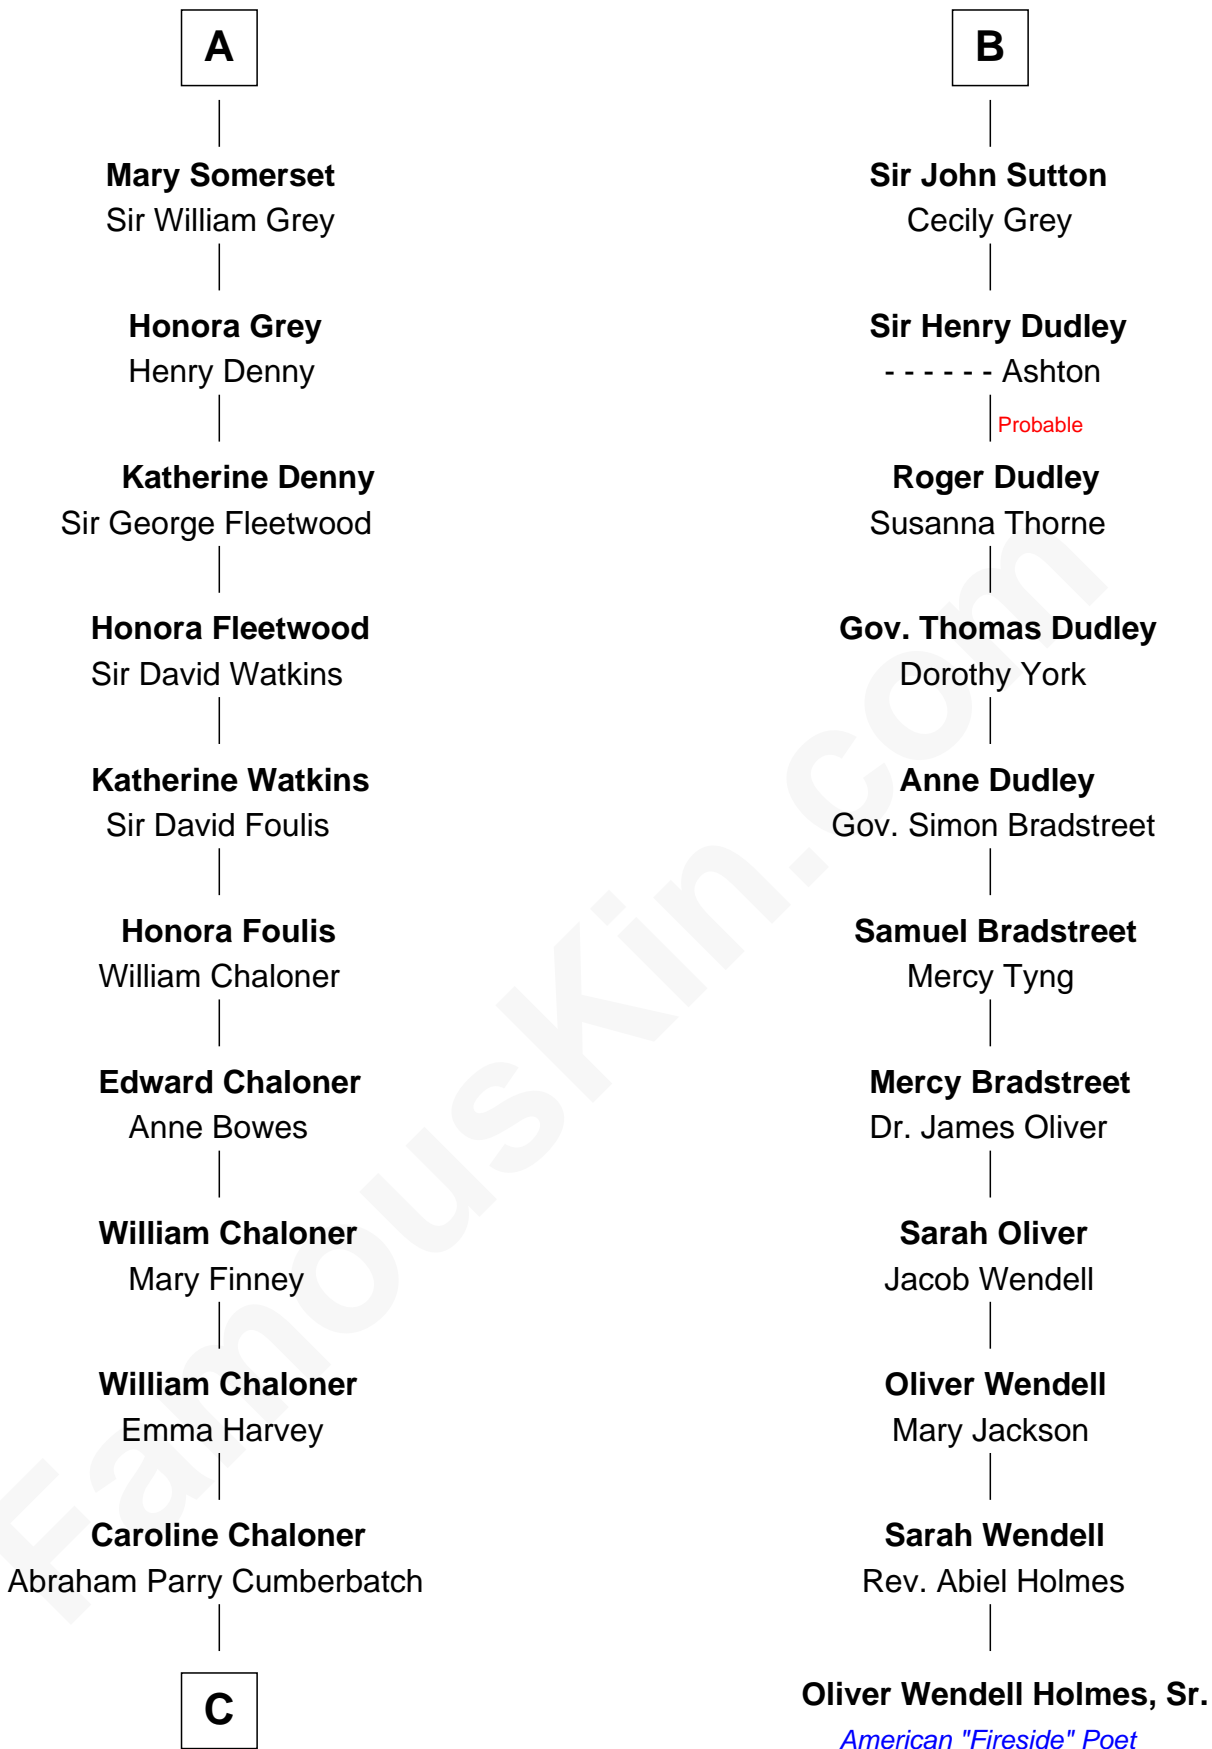 A
Mary Somerset
Sir William Grey
Honora Grey
Henry Denny
Katherine Denny
Sir George Fleetwood
Honora Fleetwood
Sir David Watkins
Katherine Watkins
Sir David Foulis
Honora Foulis
William Chaloner
Edward Chaloner
Anne Bowes
William Chaloner
Mary Finney
William Chaloner
Emma Harvey
Caroline Chaloner
Abraham Parry Cumberbatch
C
B
Sir John Sutton
Cecily Grey
Sir Henry Dudley
- - - - - - Ashton
Probable
Roger Dudley
Susanna Thorne
Gov. Thomas Dudley
Dorothy York
Anne Dudley
Gov. Simon Bradstreet
Samuel Bradstreet
Mercy Tyng
Mercy Bradstreet
Dr. James Oliver
Sarah Oliver
Jacob Wendell
Oliver Wendell
Mary Jackson
Sarah Wendell
Rev. Abiel Holmes
Oliver Wendell Holmes, Sr.
American "Fireside" Poet
FamousKin.com